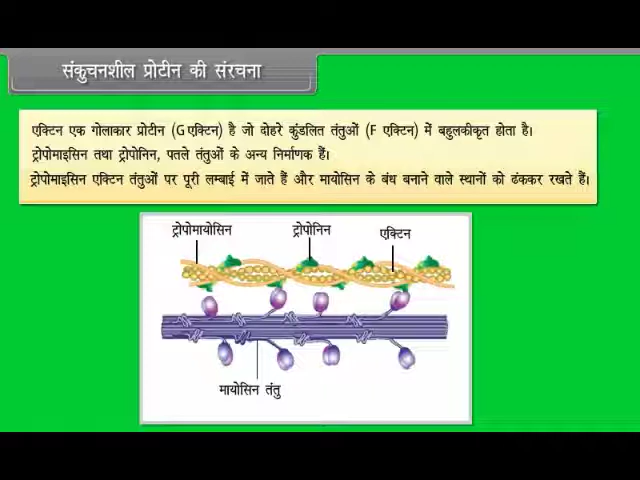 संकुचनशील प्रोटीन की संरचना
एक्टिन एक गोलाकार प्रोटीन (G एक्टिन) है जो दोहरे कुंडलित तंतुओं (F एक्टिन) में बहुलकीकृत होता है।
ट्रोपोमाइसिन तथा ट्रोपोनिन, पतले तंतुओं के अन्य निर्माणक हैं।
ट्रोपोमाइसिन एक्टिन तंतुओं पर पूरी लम्बाई में जाते हैं और मायोसिन के बंध बनाने वाले स्थानों को ढंककर रखते हैं।
ट्रोपोमायोसिन ट्रोपोनिन एक्टिन
मायोसिन तंतु